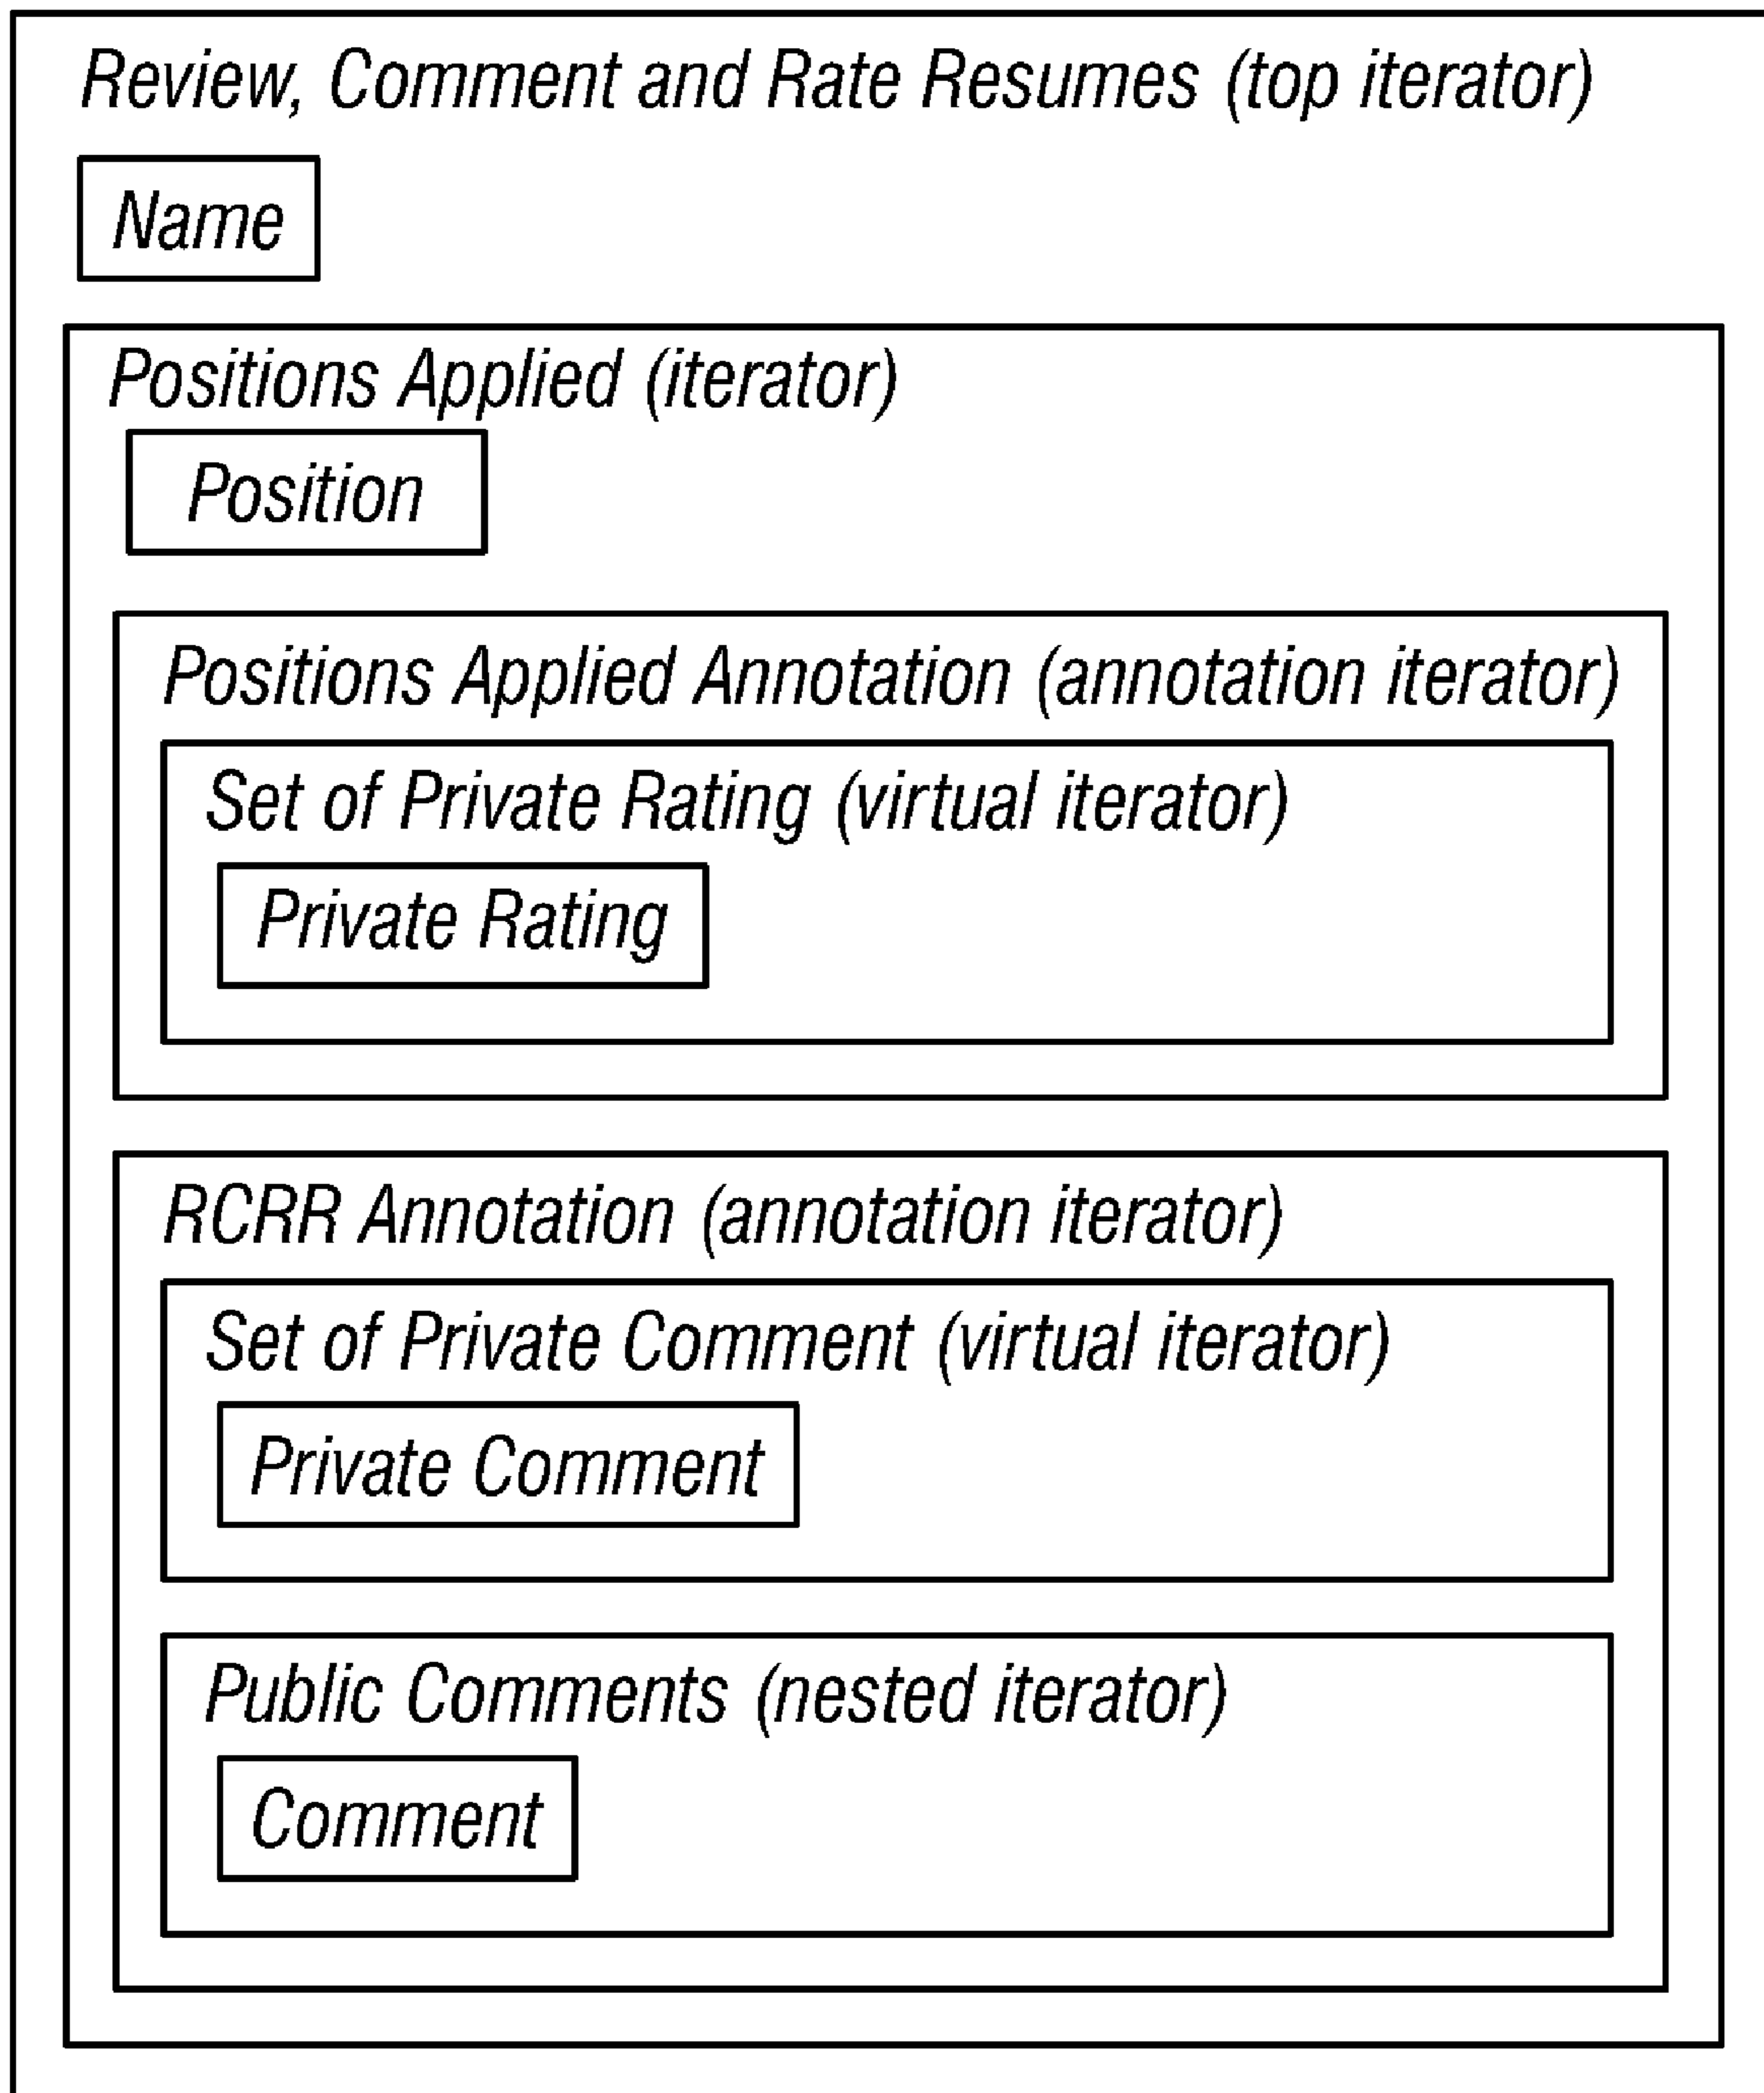 Review, Comment and Rate Resumes (top iterator)
Name
Positions Applied (iterator)
Position
Positions Applied Annotation (annotation iterator)
Set of Private Rating (virtual iterator)
Private Rating
RCRR Annotation (annotation iterator)
Set of Private Comment (virtual iterator)
Private Comment
Public Comments (nested iterator)
Comment